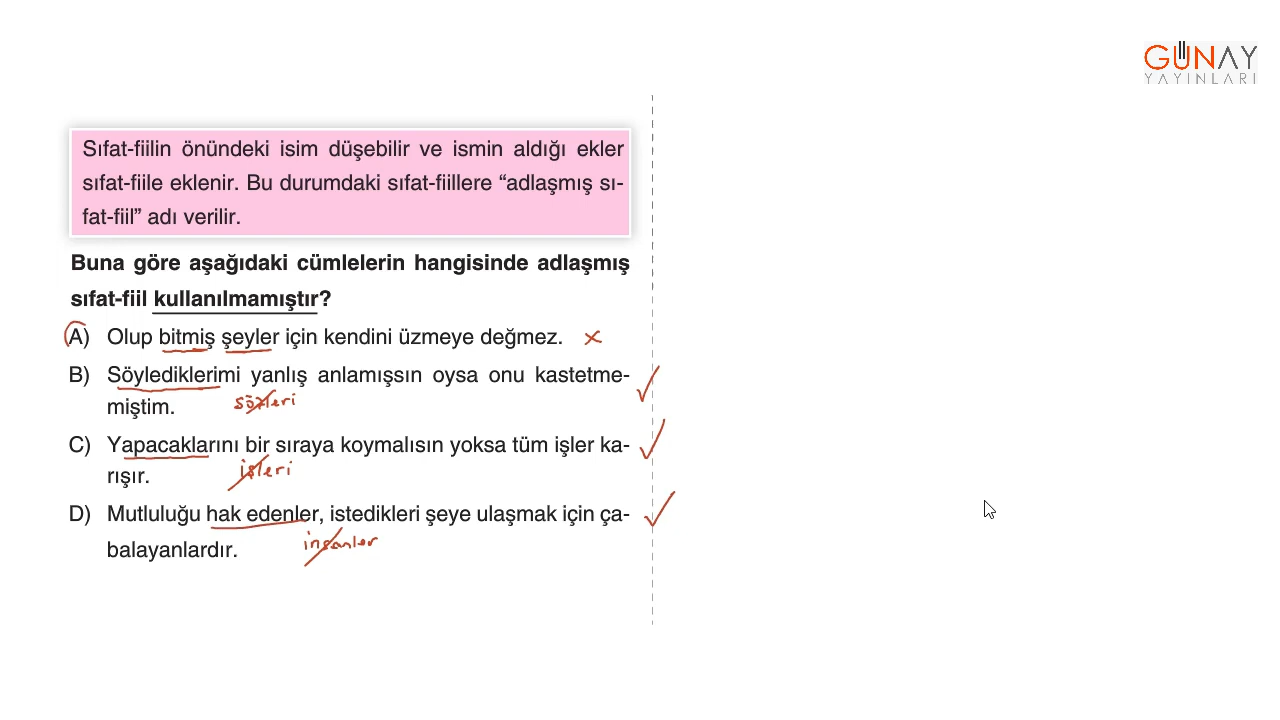 GÜNAY
YAYINLARI
Sıfat-fiilin önündeki isim düşebilir ve ismin aldığı ekler
sıfat-fiile eklenir. Bu durumdaki sıfat-fiillere “adlaşmış sı-
fat-fiil” adı verilir.
Buna göre aşağıdaki cümlelerin hangisinde adlaşmış
sıfat-fiil kullanılmamıştır?
A) Olup bitmiş şeyler için kendini üzmeye değmez.
B) Söylediklerimi yanlış anlamışsın oysa onu kastetme-
miştim.
sözleri
C) Yapacaklarını bir sıraya koymalısın yoksa tüm işler ka-
rışır.
işleri
D) Mutluluğu hak edenler, istedikleri şeye ulaşmak için ça-
balayanlardır.
insanler